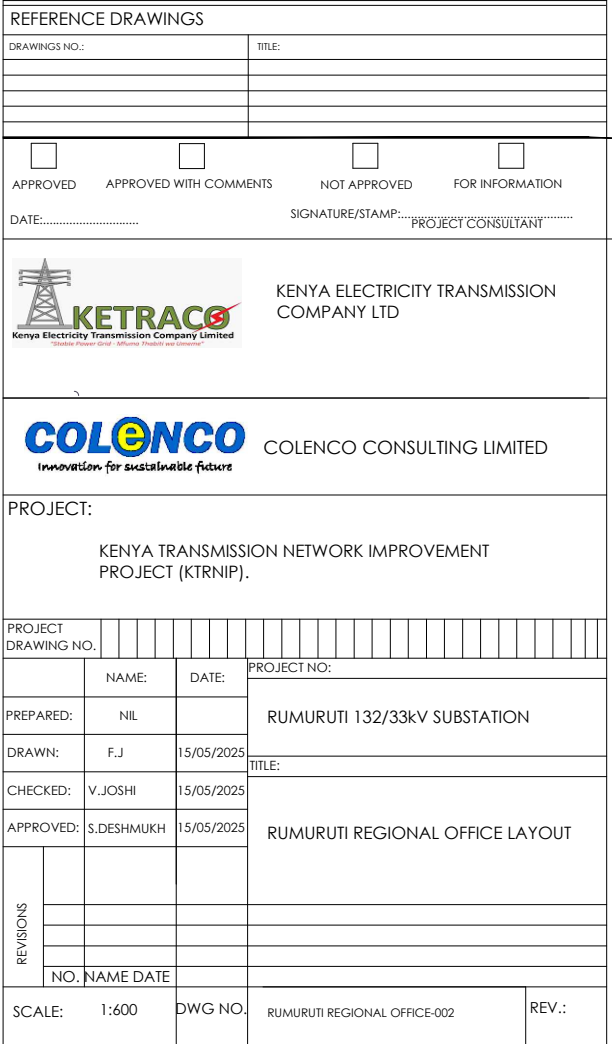 REFERENCE DRAWINGS
DRAWINGS NO.: TITLE:
APPROVED APPROVED WITH COMMENTS NOT APPROVED FOR INFORMATION
DATE:.............................. SIGNATURE/STAMP:......................................................
PROJECT CONSULTANT
KETRACO
Kenya Electricity Transmission Company Limited
"Stable Power Grid - Mfumo Thabiti wa Umeme"
KENYA ELECTRICITY TRANSMISSION
COMPANY LTD
COLENCO
Innovation for sustainable future
COLENCO CONSULTING LIMITED
PROJECT:
KENYA TRANSMISSION NETWORK IMPROVEMENT
PROJECT (KTRNIP).
PROJECT
DRAWING NO.
NAME: DATE:
PROJECT NO:
PREPARED: NIL
RUMURUTI 132/33kV SUBSTATION
DRAWN: F.J 15/05/2025
TITLE:
CHECKED: V.JOSHI 15/05/2025
APPROVED: S.DESHMUKH 15/05/2025
RUMURUTI REGIONAL OFFICE LAYOUT
REVISIONS
NO. NAME DATE
SCALE: 1:600 DWG NO. RUMURUTI REGIONAL OFFICE-002 REV.: